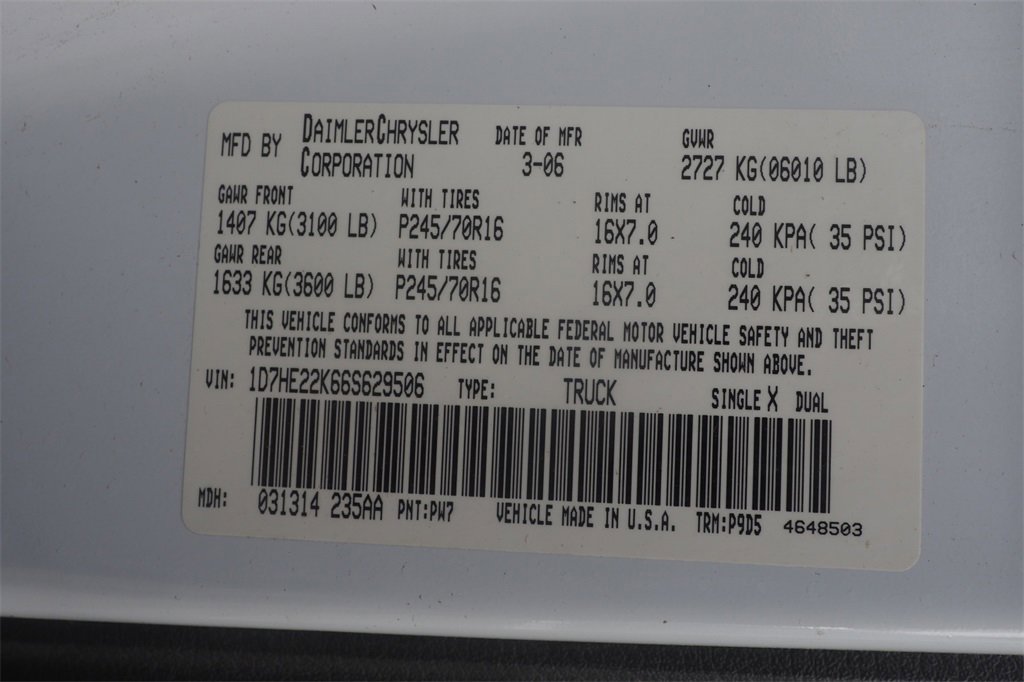 MFD BY DAIMLERCHRYSLER CORPORATION DATE OF MFR 3-06 GVWR 2727 KG(06010 LB)
GAWR FRONT WITH TIRES RIMS AT COLD
1407 KG(3100 LB) P245/70R16 16X7.0 240 KPA( 35 PSI)
GAWR REAR WITH TIRES RIMS AT COLD
1633 KG(3600 LB) P245/70R16 16X7.0 240 KPA( 35 PSI)
THIS VEHICLE CONFORMS TO ALL APPLICABLE FEDERAL MOTOR VEHICLE SAFETY AND THEFT
PREVENTION STANDARDS IN EFFECT ON THE DATE OF MANUFACTURE SHOWN ABOVE.
VIN: 1D7HE22K66S629506 TYPE: TRUCK SINGLE X DUAL
MDH: 031314 235AA PNT:PW7 VEHICLE MADE IN U.S.A. TRM:P9D5 4648503